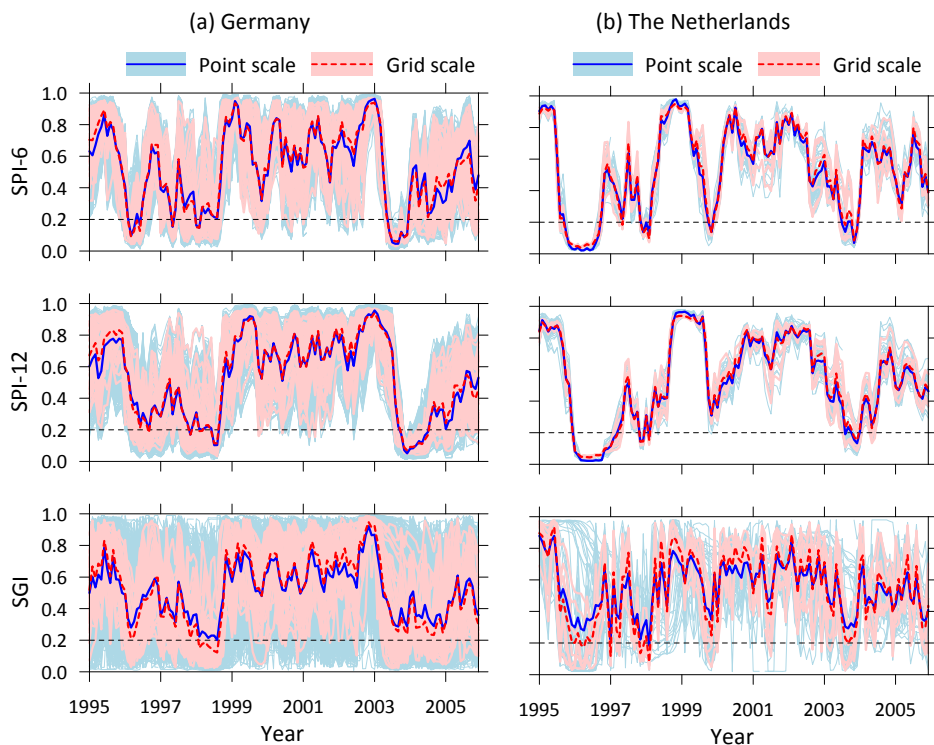 (a) Germany
(b) The Netherlands
Point scale Grid scale
Point scale Grid scale
SPI-6
1.0
0.8
0.6
0.4
0.2
0.0
SPI-12
1.0
0.8
0.6
0.4
0.2
0.0
SGI
1.0
0.8
0.6
0.4
0.2
0.0
1995 1997 1999 2001 2003 2005
Year
1995 1997 1999 2001 2003 2005
Year